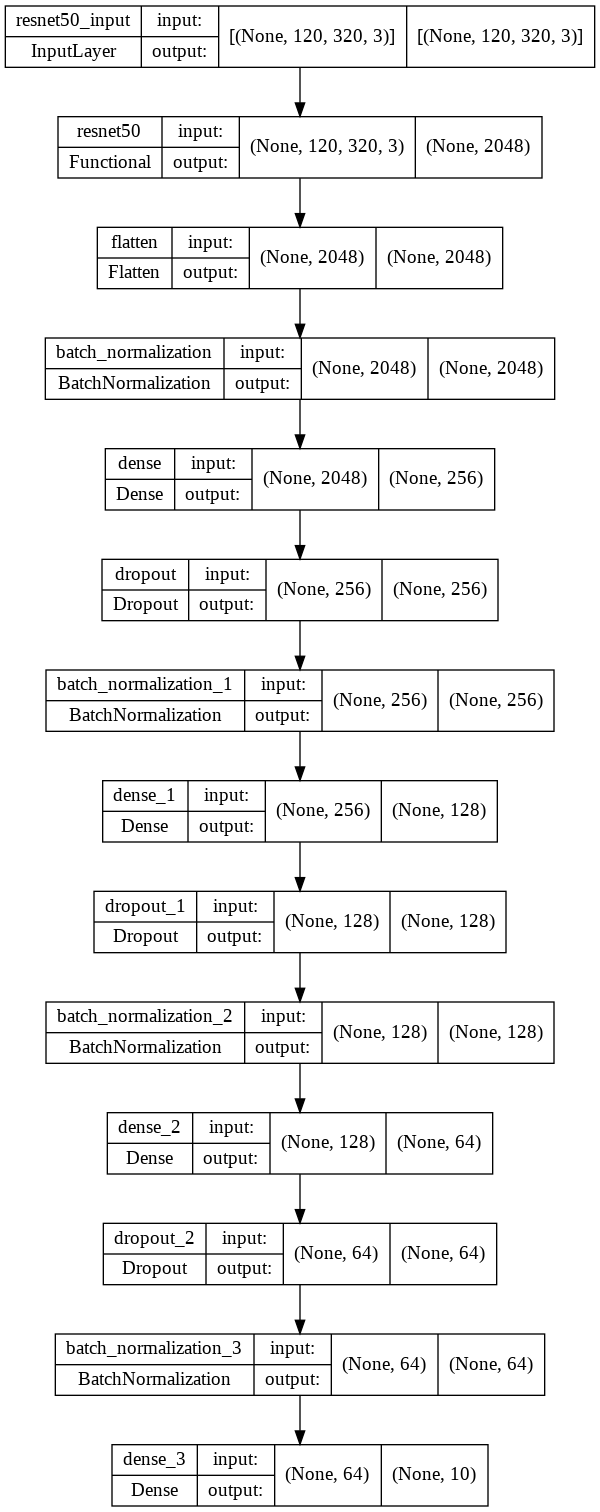 resnet50_input input: [(None, 120, 320, 3)] [(None, 120, 320, 3)]
InputLayer output:
resnet50 input: (None, 120, 320, 3) (None, 2048)
Functional output:
flatten input: (None, 2048) (None, 2048)
Flatten output:
batch_normalization input: (None, 2048) (None, 2048)
BatchNormalization output:
dense input: (None, 2048) (None, 256)
Dense output:
dropout input: (None, 256) (None, 256)
Dropout output:
batch_normalization_1 input: (None, 256) (None, 256)
BatchNormalization output:
dense_1 input: (None, 256) (None, 128)
Dense output:
dropout_1 input: (None, 128) (None, 128)
Dropout output:
batch_normalization_2 input: (None, 128) (None, 128)
BatchNormalization output:
dense_2 input: (None, 128) (None, 64)
Dense output:
dropout_2 input: (None, 64) (None, 64)
Dropout output:
batch_normalization_3 input: (None, 64) (None, 64)
BatchNormalization output:
dense_3 input: (None, 64) (None, 10)
Dense output: